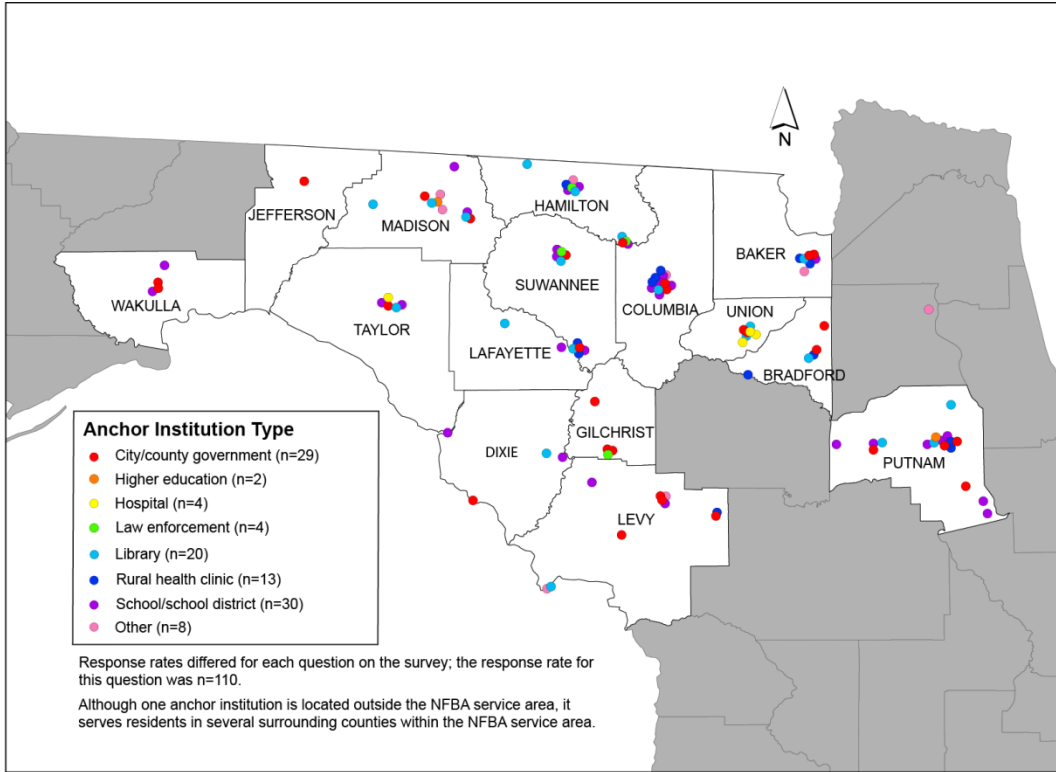 N
JEFFERSON
MADISON
HAMILTON
BAKER
WAKULLA
TAYLOR
SUWANNEE
COLUMBIA
UNION
LAFAYETTE
BRADFORD
DIXIE
GILCHRIST
PUTNAM
LEVY
Anchor Institution Type
City/county government (n=29)
Higher education (n=2)
Hospital (n=4)
Law enforcement (n=4)
Library (n=20)
Rural health clinic (n=13)
School/school district (n=30)
Other (n=8)
Response rates differed for each question on the survey; the response rate for
this question was n=110.
Although one anchor institution is located outside the NFBA service area, it
serves residents in several surrounding counties within the NFBA service area.